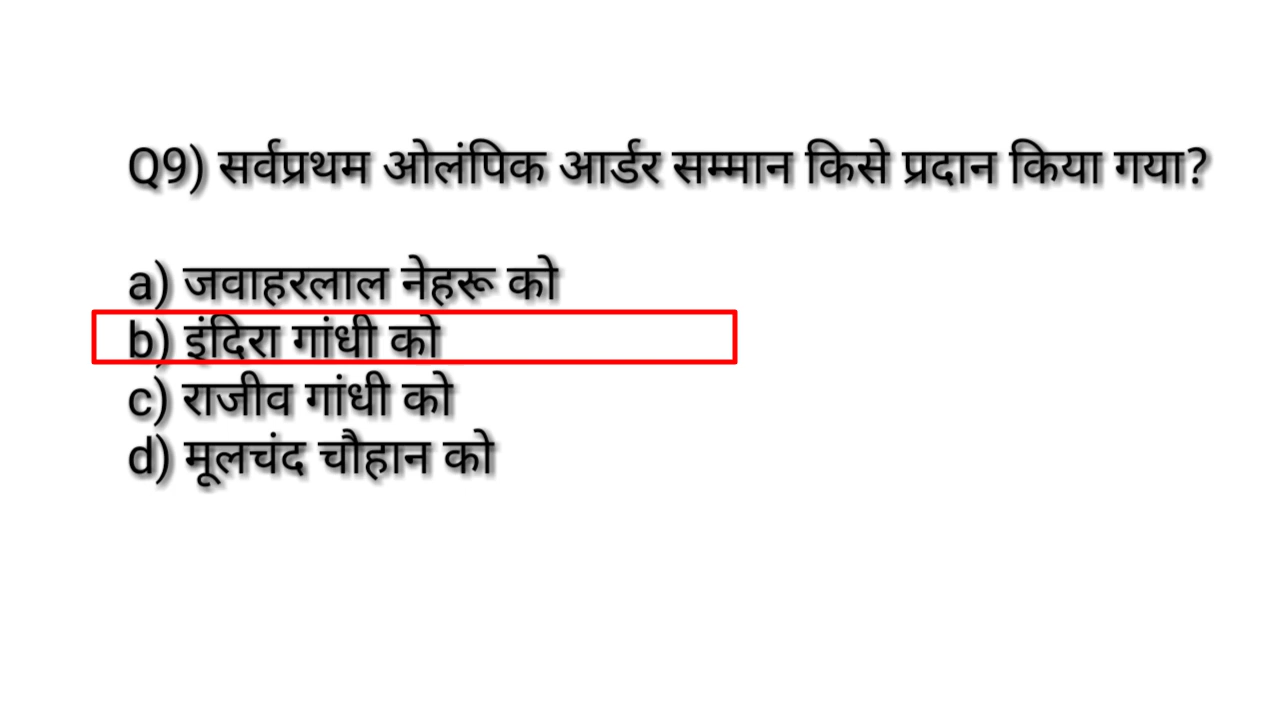 Q9) सर्वप्रथम ओलंपिक आर्डर सम्मान किसे प्रदान किया गया?
a) जवाहरलाल नेहरू को
b) इंदिरा गांधी को
c) राजीव गांधी को
d) मूलचंद चौहान को